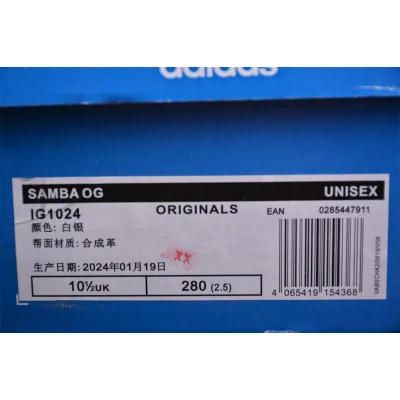 adidas
SAMBA OG UNISEX
IG1024 ORIGINALS EAN 0285447911
颜色: 白银
帮面材质: 合成革
生产日期: 2024年01月19日
XX
10½UK 280 (2.5)
4 065419 154368